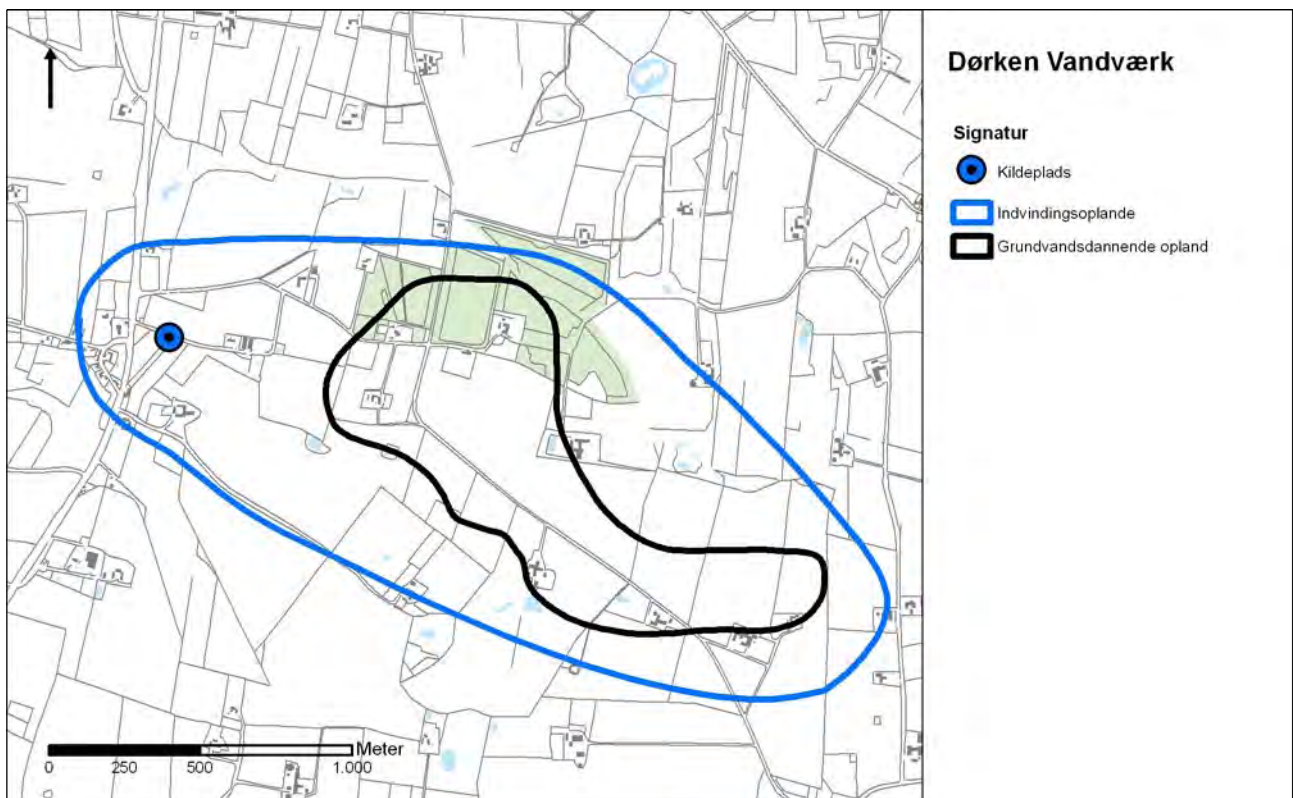 Dørken Vandværk
Signatur
Kildeplads
Indvindingsoplande
Grundvandsdannende opland
Meter
0 250 500 1.000